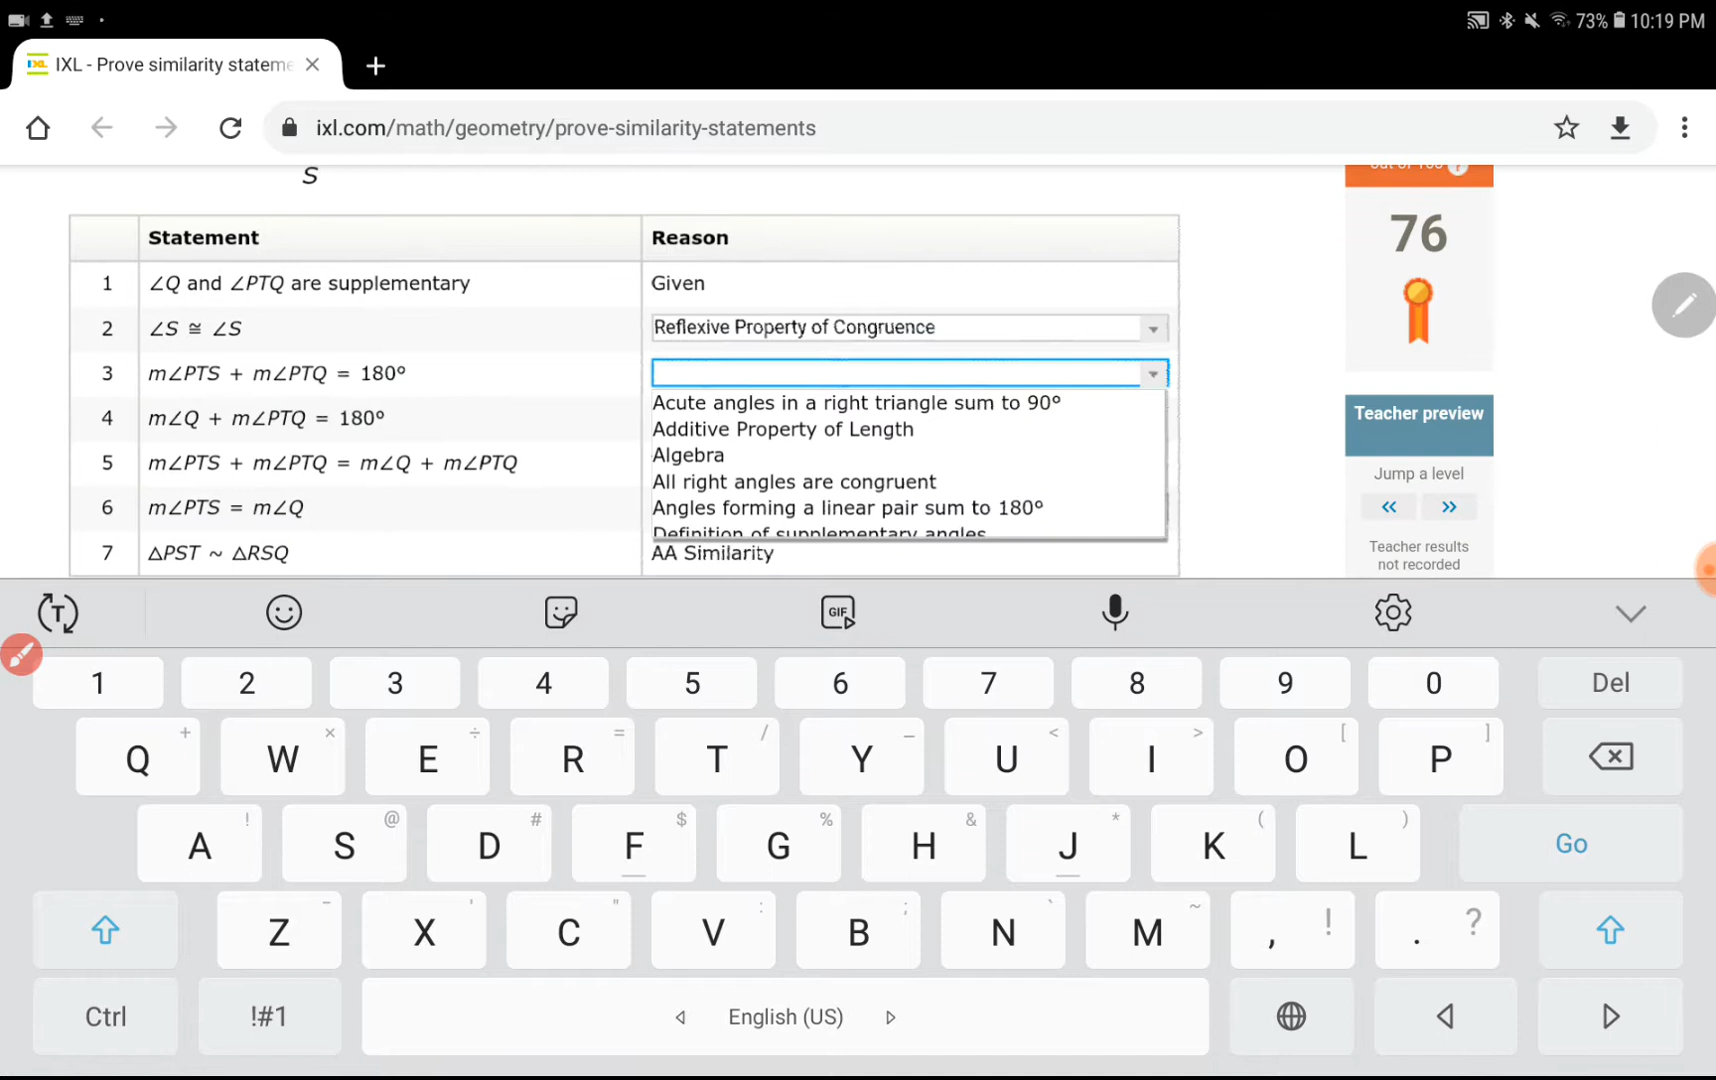 73% 10:19 PM
IXL - Prove similarity stateme
ixl.com/math/geometry/prove-similarity-statements
S
Statement Reason
1 ∠Q and ∠PTQ are supplementary Given
2 ∠S ≅ ∠S Reflexive Property of Congruence
3 m∠PTS + m∠PTQ = 180°
Acute angles in a right triangle sum to 90°
Additive Property of Length
4 m∠Q + m∠PTQ = 180°
Algebra
5 m∠PTS + m∠PTQ = m∠Q + m∠PTQ
All right angles are congruent
6 m∠PTS = m∠Q
Angles forming a linear pair sum to 180°
Definition of supplementary angles
7 △PST ~ △RSQ AA Similarity
76
Teacher preview
Jump a level
<< >>
Teacher results
not recorded
T GIF
1 2 3 4 5 6 7 8 9 0 Del
Q + W × E ÷ R = T / Y _ U < I > O [ P ]
A ! S @ D # F $ G % H & J * K ( L ) Go
Z - X ' C " V : B ; N ` M ~ , ! . ?
Ctrl !#1 English (US)